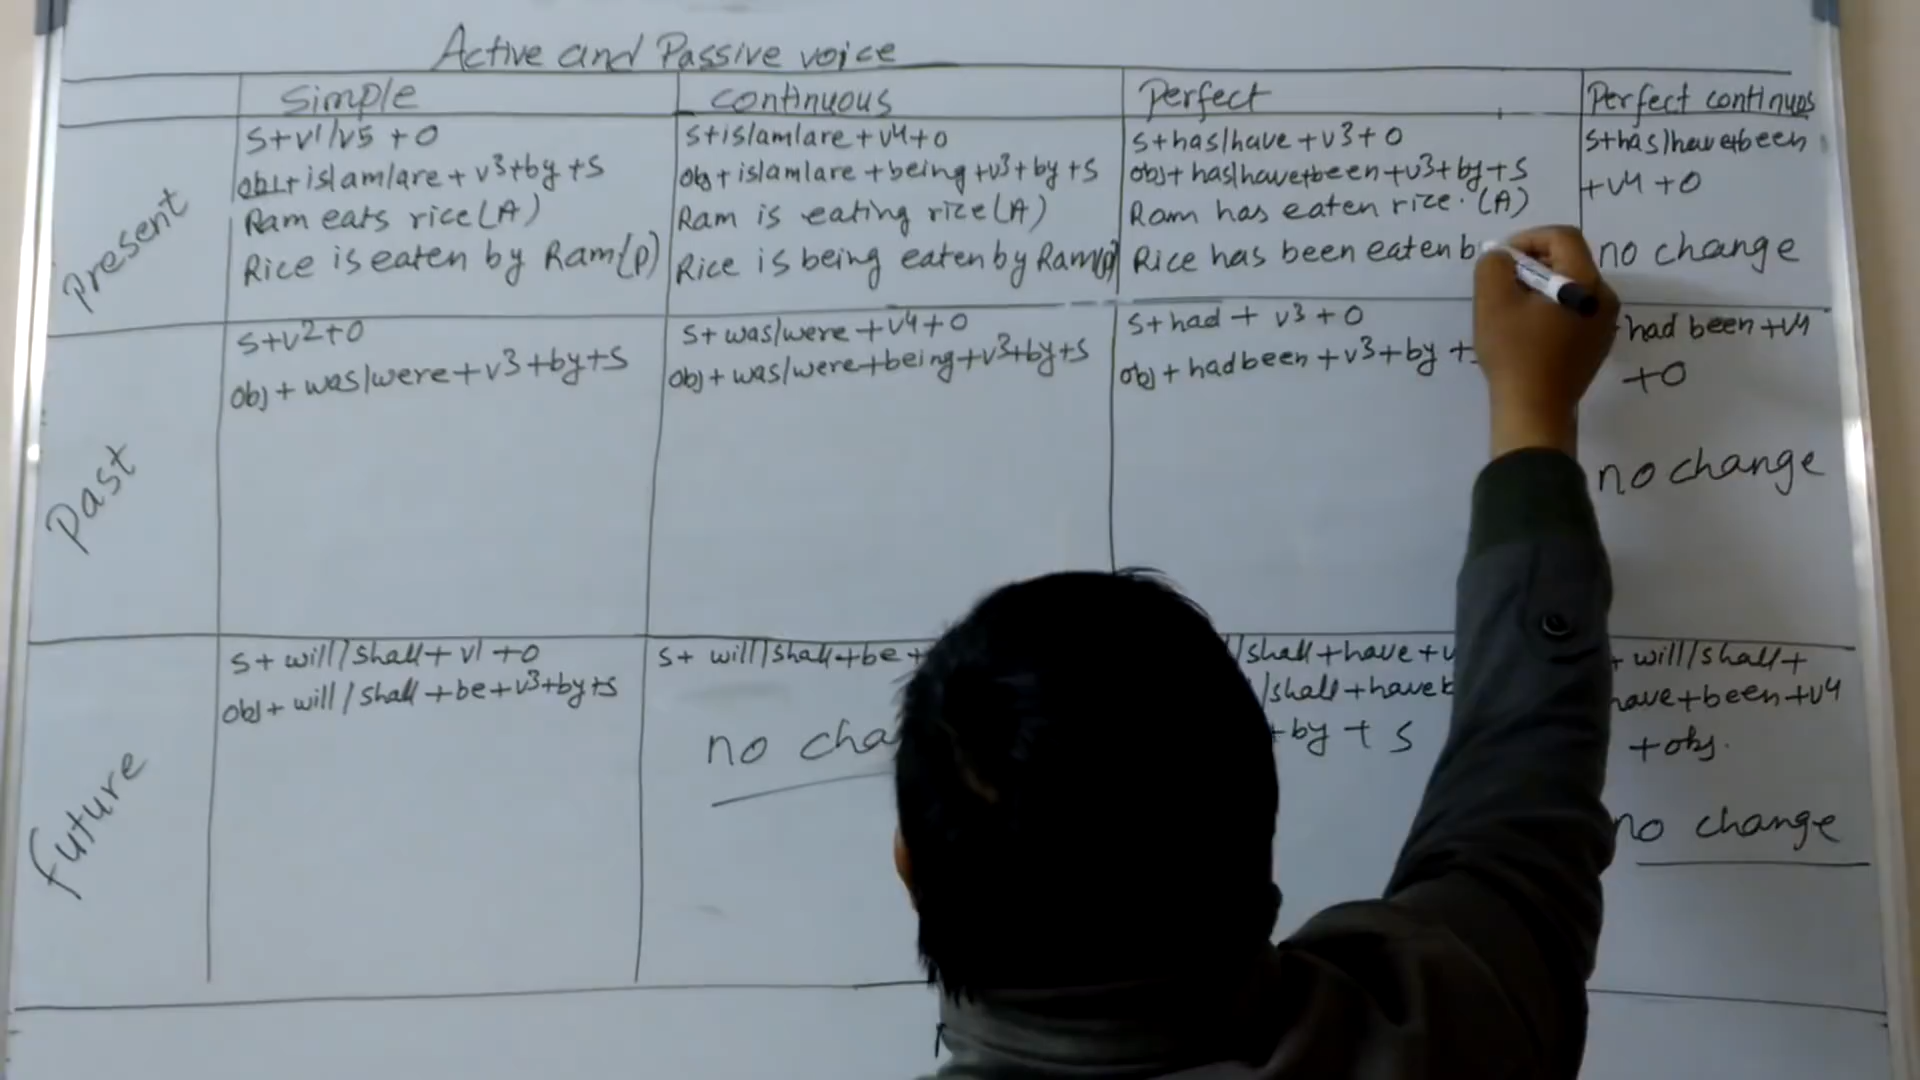 Active and Passive voice
Simple
continuous
Perfect
Perfect continuos
Present
S+v1/v5 +O
Obj+is/am/are+v3+by+S
Ram eats rice(A)
Rice is eaten by Ram(P)
S+is/am/are+v4+O
Obj+is/am/are+being+v3+by+S
Ram is eating rice(A)
Rice is being eaten by Ram(P)
S+has/have+v3+O
Obj+has/have+been+v3+by+S
Ram has eaten rice.(A)
Rice has been eaten b
S+has/have+been
+v4+O
no change
Past
S+v2+O
Obj+was/were+v3+by+S
S+was/were+v4+O
Obj+was/were+being+v3+by+S
S+had+v3+O
Obj+had been+v3+by+
had been+v4
+O
no change
Future
S+will/shall+v1+O
Obj+will/shall+be+v3+by+S
S+will/shall+be+
no cha
/shall+have+v
/shall+have b
+by+S
+will/shall+
have+been+v4
+obj.
no change